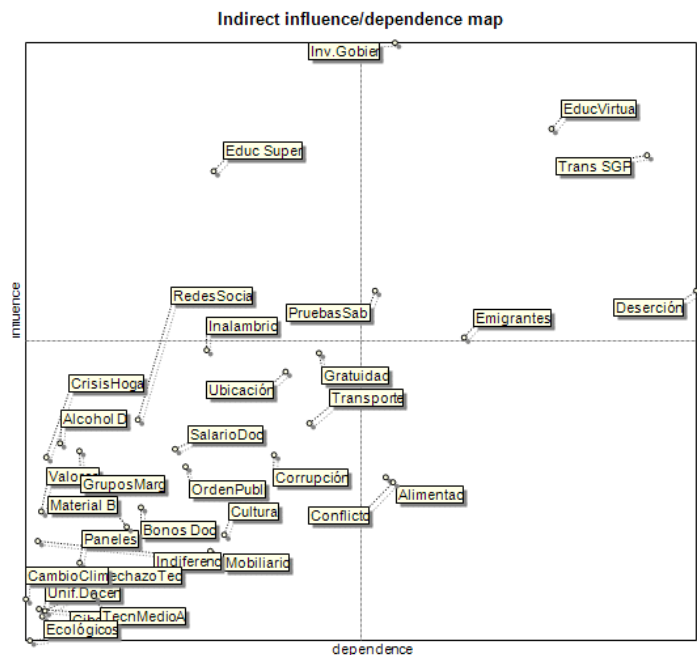 Indirect influence/dependence map
Inv.Gobier
EducVirtua
Educ Super
Trans SGP
influence
RedesSocia
PruebasSab
Deserción
Inalambric
Emigrantes
CrisisHoga
Ubicación
Gratuidad
Transporte
Alcohol D
SalarioDoc
Valores
GruposMarg
OrdenPubl
Corrupción
Alimentac
Material B
Bonos Doc
Cultura
Conflicto
Paneles
Indiferenc
Mobiliario
CambioClim
echazoTec
Unif.Docen
TecnMedioA
Ecológicos
dependence